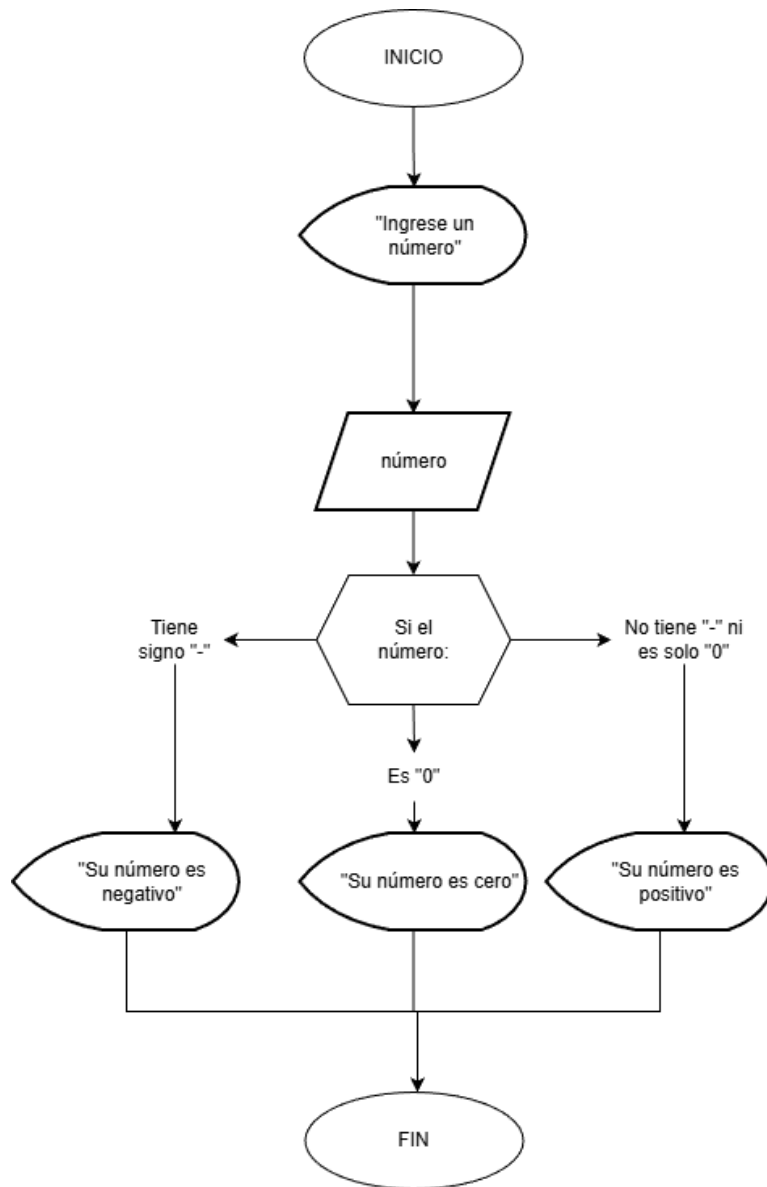 INICIO
"Ingrese un
número"
número
Si el
número:
Tiene
signo "-"
No tiene "-" ni
es solo "0"
Es "0"
"Su número es
negativo"
"Su número es cero"
"Su número es
positivo"
FIN